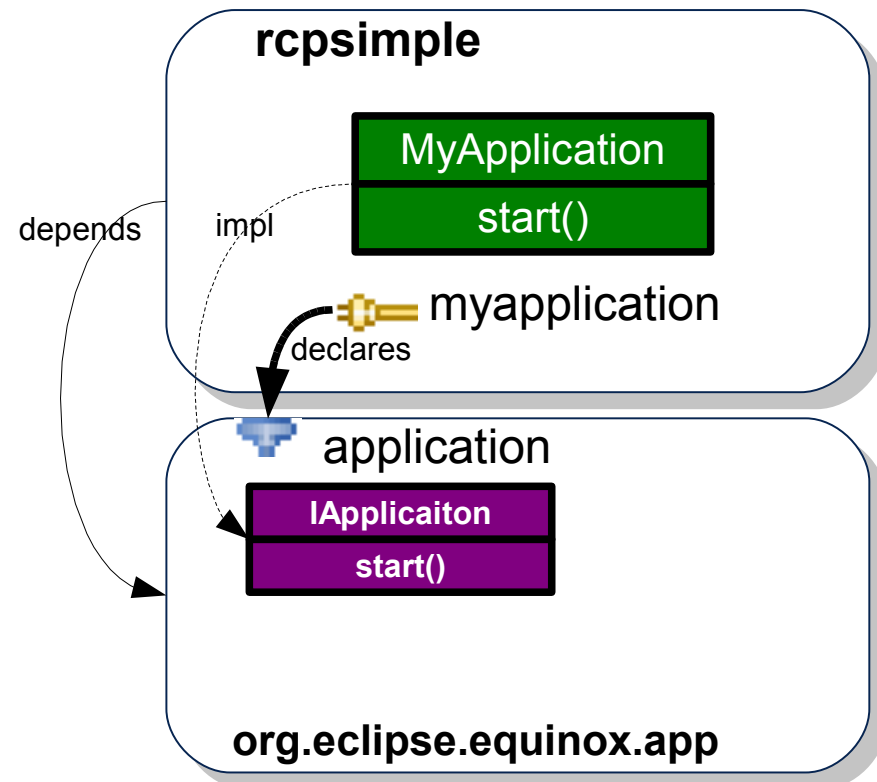 rcpsimple
MyApplication
start()
depends
impl
myapplication
declares
application
IApplicaiton
start()
org.eclipse.equinox.app